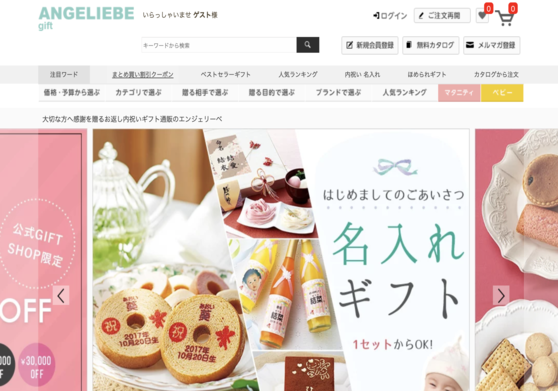 ANGELIEBE
gift
いらっしゃいませ ゲスト様
ログイン
ご注文再開
0
0
キーワードから検索
新規会員登録
無料カタログ
メルマガ登録
注目ワード
まとめ買い割引クーポン
ベストセラーギフト
人気ランキング
内祝い 名入れ
ほめられギフト
カタログから注文
価格・予算から選ぶ
カテゴリで選ぶ
贈る相手で選ぶ
贈る目的で選ぶ
ブランドで選ぶ
人気ランキング
マタニティ
ベビー
大切な方へ感謝を贈るお返し内祝いギフト通販のエンジェリーベ
公式GIFT
SHOP限定
OFF
¥30,000
OFF
はじめましてのごあいさつ
名入れ
ギフト
1セットからOK!
祝
あおい
葵
2017年
10月20日生
祝
あおい
葵
2017年
10月20日生